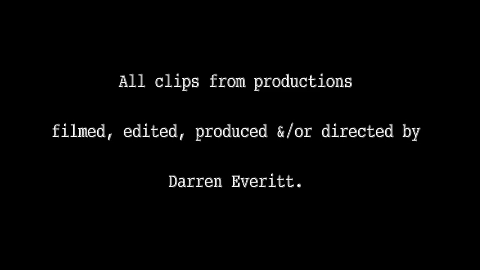 All clips from productions
filmed, edited, produced &/or directed by
Darren Everitt.